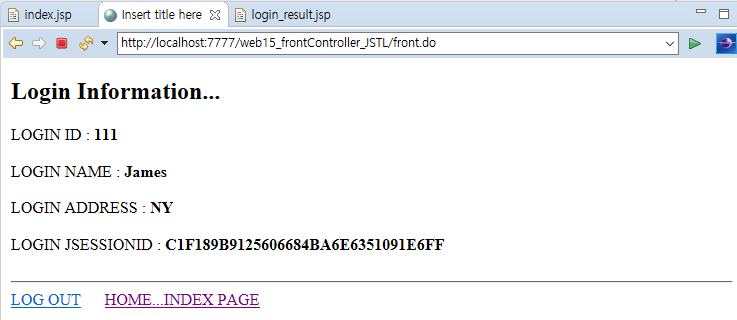 index.jsp Insert title here login_result.jsp
http://localhost:7777/web15_frontController_JSTL/front.do
Login Information...
LOGIN ID : 111
LOGIN NAME : James
LOGIN ADDRESS : NY
LOGIN JSESSIONID : C1F189B9125606684BA6E6351091E6FF
LOG OUT HOME...INDEX PAGE